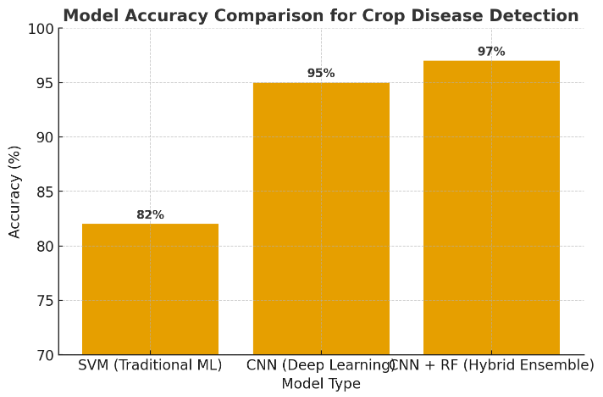 Model Accuracy Comparison for Crop Disease Detection
Accuracy (%)
100
95
90
85
80
75
70
82%
95%
97%
SVM (Traditional ML)
CNN (Deep Learning)
CNN + RF (Hybrid Ensemble)
Model Type